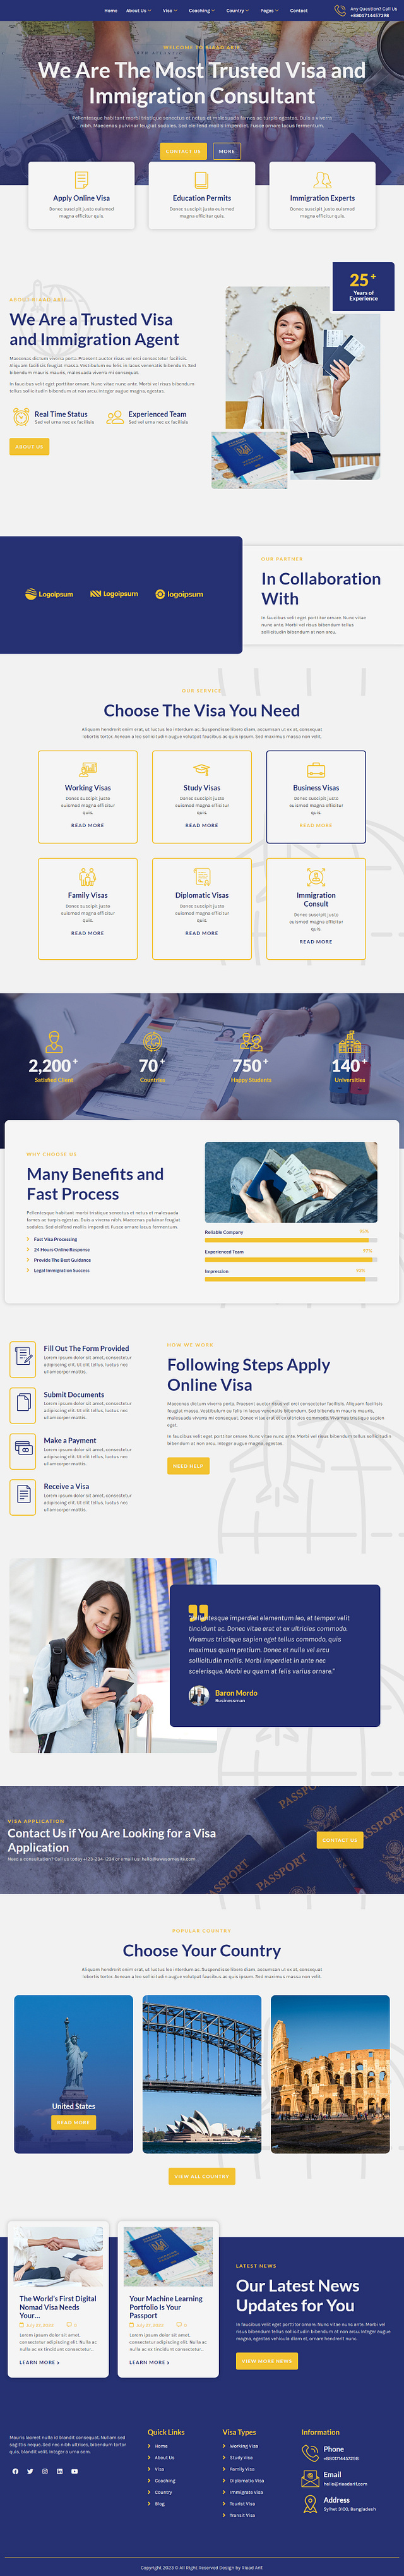 Home About Us Visa Coaching Country Pages Contact
Any Question? Call Us
+8801714457298
WELCOME TO RIAAD ARIF
We Are The Most Trusted Visa and
Immigration Consultant
Pellentesque habitant morbi tristique senectus et netus et malesuada fames ac turpis egestas. Duis a viverra
nibh. Maecenas pulvinar feugiat sodales. Sed eleifend mollis imperdiet. Fusce ornare lacus fermentum.
CONTACT US MORE
Apply Online Visa
Donec suscipit justo euismod
magna efficitur quis.
Education Permits
Donec suscipit justo euismod
magna efficitur quis.
Immigration Experts
Donec suscipit justo euismod
magna efficitur quis.
25+
Years of
Experience
ABOUT RIAAD ARIF
We Are a Trusted Visa
and Immigration Agent
Maecenas dictum viverra porta. Praesent auctor risus vel orci consectetur facilisis. Aliquam facilisis feugiat massa. Vestibulum eu felis in lacus venenatis bibendum. Sed bibendum mauris mauris, malesuada viverra mi consequat.
In faucibus velit eget porttitor ornare. Nunc vitae nunc ante. Morbi vel risus bibendum tellus sollicitudin bibendum at non arcu. Integer augue magna, egestas.
Real Time Status
Sed vel urna nec ex facilisis
Experienced Team
Sed vel urna nec ex facilisis
ABOUT US
Logoipsum Logoipsum logoipsum
OUR PARTNER
In Collaboration
With
In faucibus velit eget porttitor ornare. Nunc vitae
nunc ante. Morbi vel risus bibendum tellus
sollicitudin bibendum at non arcu.
OUR SERVICE
Choose The Visa You Need
Aliquam hendrerit enim erat, ut luctus leo interdum ac. Suspendisse libero diam, accumsan ut ex at, consequat
lobortis tortor. Aenean a leo sollicitudin augue volutpat faucibus ac quis ipsum. Sed maximus massa non velit.
Working Visas
Donec suscipit justo
euismod magna efficitur
quis.
READ MORE
Study Visas
Donec suscipit justo
euismod magna efficitur
quis.
READ MORE
Business Visas
Donec suscipit justo
euismod magna efficitur
quis.
READ MORE
Family Visas
Donec suscipit justo
euismod magna efficitur
quis.
READ MORE
Diplomatic Visas
Donec suscipit justo
euismod magna efficitur
quis.
READ MORE
Immigration
Consult
Donec suscipit justo
euismod magna efficitur
quis.
READ MORE
2,200+
Satisfied Client
70+
Countries
750+
Happy Students
140+
Universities
WHY CHOOSE US
Many Benefits and
Fast Process
Pellentesque habitant morbi tristique senectus et netus et malesuada
fames ac turpis egestas. Duis a viverra nibh. Maecenas pulvinar feugiat
sodales. Sed eleifend mollis imperdiet. Fusce ornare lacus fermentum.
Fast Visa Processing
24 Hours Online Response
Provide The Best Guidance
Legal Immigration Success
Reliable Company 95%
Experienced Team 97%
Impression 93%
Fill Out The Form Provided
Lorem ipsum dolor sit amet, consectetur
adipiscing elit. Ut elit tellus, luctus nec
ullamcorper mattis.
Submit Documents
Lorem ipsum dolor sit amet, consectetur
adipiscing elit. Ut elit tellus, luctus nec
ullamcorper mattis.
Make a Payment
Lorem ipsum dolor sit amet, consectetur
adipiscing elit. Ut elit tellus, luctus nec
ullamcorper mattis.
Receive a Visa
Lorem ipsum dolor sit amet, consectetur
adipiscing elit. Ut elit tellus, luctus nec
ullamcorper mattis.
HOW WE WORK
Following Steps Apply
Online Visa
Maecenas dictum viverra porta. Praesent auctor risus vel orci consectetur facilisis. Aliquam facilisis
feugiat massa. Vestibulum eu felis in lacus venenatis bibendum. Sed bibendum mauris mauris,
malesuada viverra mi consequat. Donec vitae erat et ex ultricies commodo. Vivamus tristique sapien
eget.
In faucibus velit eget porttitor ornare. Nunc vitae nunc ante. Morbi vel risus bibendum tellus sollicitudin
bibendum at non arcu. Integer augue magna, egestas.
NEED HELP
tesque imperdiet elementum leo, at tempor velit
tincidunt ac. Donec vitae erat et ex ultricies commodo.
Vivamus tristique sapien eget tellus commodo, quis
maximus quam pretium. Donec et nulla vel arcu
sollicitudin mollis. Morbi imperdiet in ante nec
scelerisque. Morbi eu quam at felis varius ornare."
Baron Mordo
Businessman
VISA APPLICATION
Contact Us if You Are Looking for a Visa
Application
Need a consultation? Call us today +123-234-1234 or email us: hello@awesomesite.com
CONTACT US
PASSPORT
PASSPORT
PASSPORT
POPULAR COUNTRY
Choose Your Country
Aliquam hendrerit enim erat, ut luctus leo interdum ac. Suspendisse libero diam, accumsan ut ex at, consequat
lobortis tortor. Aenean a leo sollicitudin augue volutpat faucibus ac quis ipsum. Sed maximus massa non velit.
United States
READ MORE
VIEW ALL COUNTRY
The World's First Digital
Nomad Visa Needs
Your...
July 27, 2023 0
Lorem ipsum dolor sit amet,
consectetur adipiscing elit. Nulla ac
nulla ac ex tincidunt consectetur...
LEARN MORE
Your Machine Learning
Portfolio Is Your
Passport
July 27, 2023 0
Lorem ipsum dolor sit amet,
consectetur adipiscing elit. Nulla ac
nulla ac ex tincidunt consectetur...
LEARN MORE
LATEST NEWS
Our Latest News
Updates for You
In faucibus velit eget porttitor ornare. Nunc vitae nunc ante. Morbi vel
risus bibendum tellus sollicitudin bibendum at non arcu. Integer augue
magna, egestas vehicula diam et, ornare hendrerit nunc.
VIEW MORE NEWS
Mauris laoreet nulla id blandit consequat. Nullam sed
sagittis neque. Sed nec nibh ultrices, bibendum tortor
quis, blandit velit. Integer a urna sem.
Quick Links
Home
About Us
Visa
Coaching
Country
Blog
Visa Types
Working Visa
Study Visa
Family Visa
Diplomatic Visa
Immigrate Visa
Tourist Visa
Transit Visa
Information
Phone
+8801714457298
Email
hello@riaadarif.com
Address
Sylhet 3100, Bangladesh
Copyright 2023 © All Right Reserved Design by Riaad Arif.